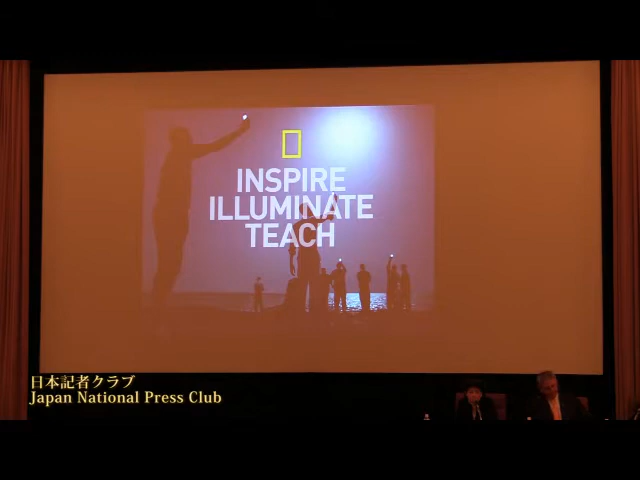 INSPIRE
ILLUMINATE
TEACH
日本記者クラブ
Japan National Press Club